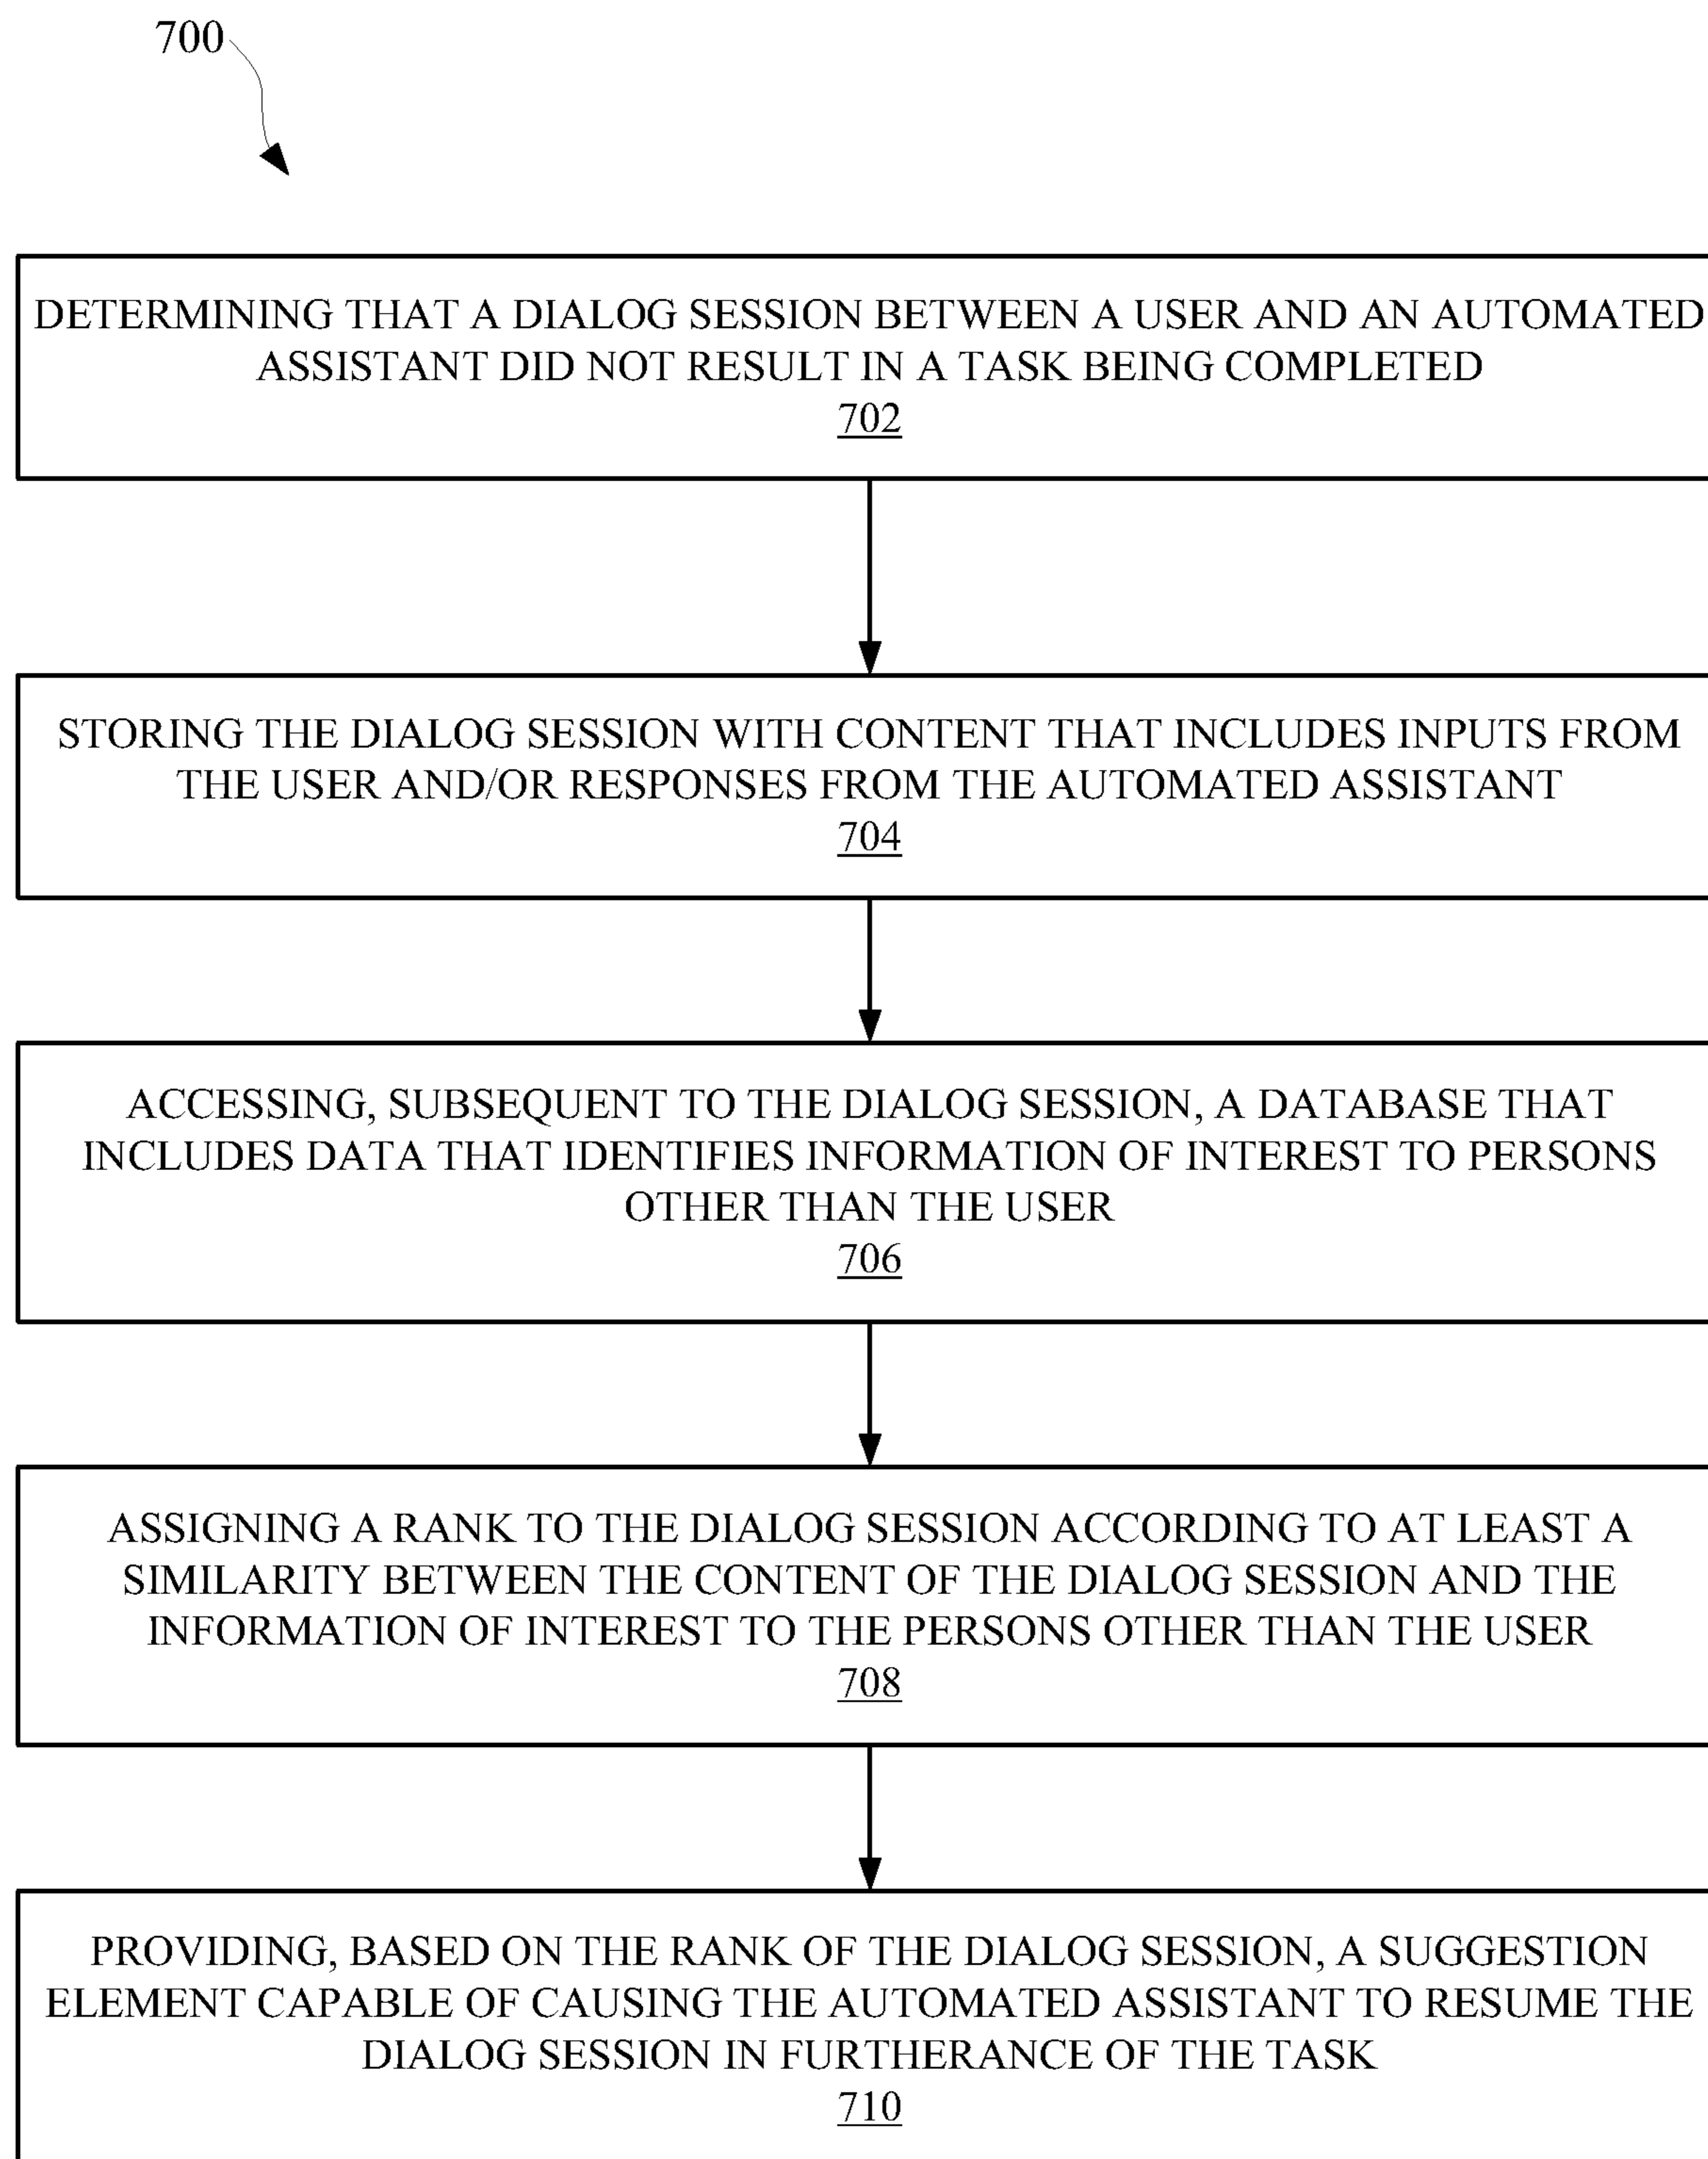 700
DETERMINING THAT A DIALOG SESSION BETWEEN A USER AND AN AUTOMATED
ASSISTANT DID NOT RESULT IN A TASK BEING COMPLETED
702
STORING THE DIALOG SESSION WITH CONTENT THAT INCLUDES INPUTS FROM
THE USER AND/OR RESPONSES FROM THE AUTOMATED ASSISTANT
704
ACCESSING, SUBSEQUENT TO THE DIALOG SESSION, A DATABASE THAT
INCLUDES DATA THAT IDENTIFIES INFORMATION OF INTEREST TO PERSONS
OTHER THAN THE USER
706
ASSIGNING A RANK TO THE DIALOG SESSION ACCORDING TO AT LEAST A
SIMILARITY BETWEEN THE CONTENT OF THE DIALOG SESSION AND THE
INFORMATION OF INTEREST TO THE PERSONS OTHER THAN THE USER
708
PROVIDING, BASED ON THE RANK OF THE DIALOG SESSION, A SUGGESTION
ELEMENT CAPABLE OF CAUSING THE AUTOMATED ASSISTANT TO RESUME THE
DIALOG SESSION IN FURTHERANCE OF THE TASK
710